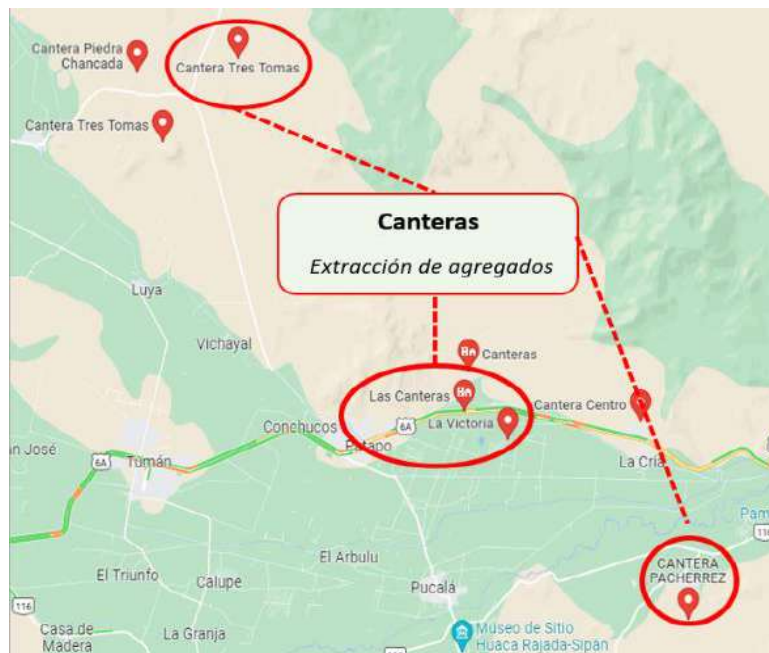 Cantera Piedra
Chancada
Cantera Tres Tomas
Cantera Tres Tomas
Canteras
Extracción de agregados
Luya
Vichayal
Canteras
Las Canteras
Cantera Centro
6A
La Victoria
Conchucos
Patapo
an José
6A
Tumán
La Cría
Pam
116
El Arbulu
CANTERA
PACHERREZ
El Triunfo
Calupe
Pucalá
116
Casa de
Madera
La Granja
Museo de Sitio
Huaca Rajada-Sipán